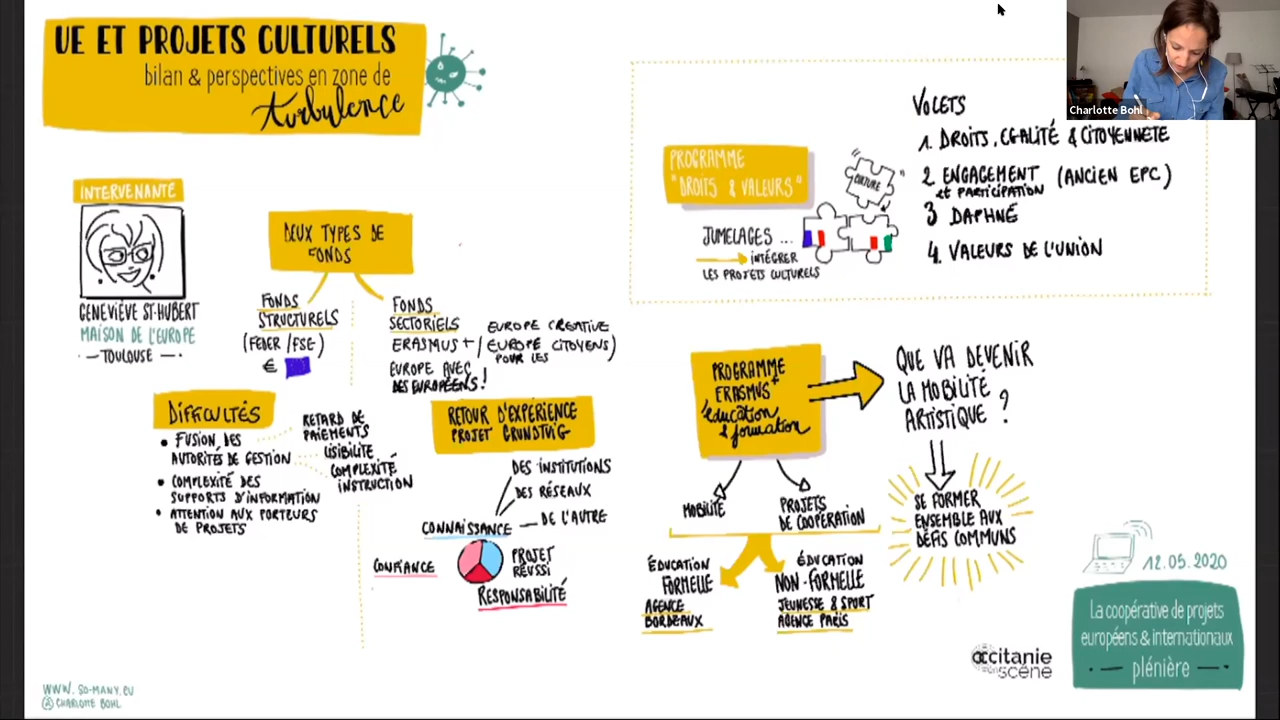 UE ET PROJETS CULTURELS
bilan & perspectives en zone de
turbulence
INTERVENANTE
GENEVIÈVE ST-HUBERT
MAISON DE L'EUROPE
- TOULOUSE -
DEUX TYPES DE
FONDS
FONDS
STRUCTURELS
(FEDER/FSE)
€
FONDS
SECTORIELS
ERASMUS+/
EUROPE CREATIVE
(EUROPE CITOYENS)
POUR LES
EUROPE AVEC
DES EUROPÉENS!
DIFFICULTÉS
• FUSION DES
AUTORITÉS DE GESTION
• COMPLEXITÉ DES
SUPPORTS D'INFORMATION
• ATTENTION AUX PORTEURS
DE PROJETS
RETARD DE
PAIEMENTS
LISIBILITÉ
COMPLEXITÉ
INSTRUCTION
RETOUR D'EXPÉRIENCE
PROJET GRUNDTVIG
DES INSTITUTIONS
DES RÉSEAUX
DE L'AUTRE
CONNAISSANCE
CONFIANCE
PROJET
RÉUSSI
RESPONSABILITÉ
PROGRAMME
"DROITS & VALEURS"
CULTURE
JUMELAGES ...
INTÉGRER
LES PROJETS CULTURELS
VOLETS
1. DROITS, EGALITÉ & CITOYENNETE
2 ENGAGEMENT (ANCIEN EPC)
et PARTICIPATION
3 DAPHNÉ
4. VALEURS DE L'UNION
PROGRAMME
ERASMUS+
éducation
& formation
QUE VA DEVENIR
LA MOBILITÉ
ARTISTIQUE ?
SE FORMER
ENSEMBLE AUX
DÉFIS COMMUNS
MOBILITÉ
PROJETS
DE COOPÉRATION
ÉDUCATION
FORMELLE
AGENCE
BORDEAUX
ÉDUCATION
NON-FORMELLE
JEUNESSE & SPORT
AGENCE PARIS
12.05.2020
La coopérative de projets
européens & internationaux
- plénière -
occitanie
en scène
WWW.SO-MANY.EU
@ CHARLOTTE BOHL
Charlotte Bohl